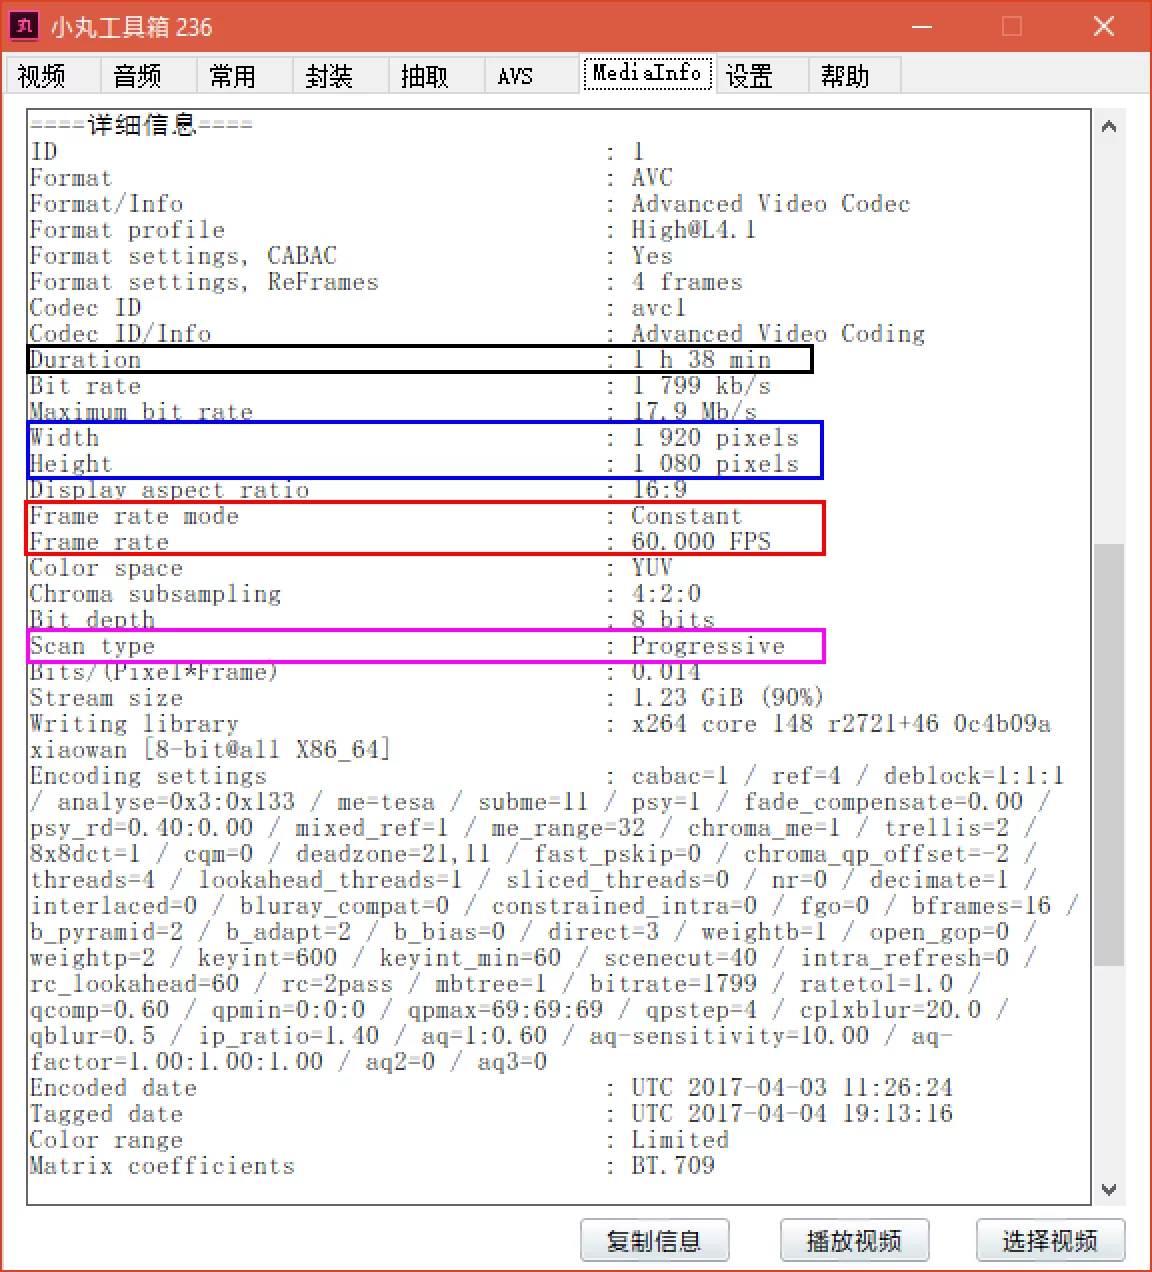 小丸工具箱 236
视频 音频 常用 封装 抽取 AVS MediaInfo 设置 帮助
----详细信息----
ID : 1
Format : AVC
Format/Info : Advanced Video Codec
Format profile : High@L4.1
Format settings, CABAC : Yes
Format settings, ReFrames : 4 frames
Codec ID : avc1
Codec ID/Info : Advanced Video Coding
Duration : 1 h 38 min
Bit rate : 1 799 kb/s
Maximum bit rate : 17.9 Mb/s
Width : 1 920 pixels
Height : 1 080 pixels
Display aspect ratio : 16:9
Frame rate mode : Constant
Frame rate : 60.000 FPS
Color space : YUV
Chroma subsampling : 4:2:0
Bit depth : 8 bits
Scan type : Progressive
Bits/(Pixel*Frame) : 0.014
Stream size : 1.23 GiB (90%)
Writing library : x264 core 148 r2721+46 0c4b09a
xiaowan [8-bit@all X86_64]
Encoding settings : cabac=1 / ref=4 / deblock=1:1:1
/ analyse=0x3:0x133 / me=tesa / subme=11 / psy=1 / fade_compensate=0.00 /
psy_rd=0.40:0.00 / mixed_ref=1 / me_range=32 / chroma_me=1 / trellis=2 /
8x8dct=1 / cqm=0 / deadzone=21,11 / fast_pskip=0 / chroma_qp_offset=-2 /
threads=4 / lookahead_threads=1 / sliced_threads=0 / nr=0 / decimate=1 /
interlaced=0 / bluray_compat=0 / constrained_intra=0 / fgo=0 / bframes=16 /
b_pyramid=2 / b_adapt=2 / b_bias=0 / direct=3 / weightb=1 / open_gop=0 /
weightp=2 / keyint=600 / keyint_min=60 / scenecut=40 / intra_refresh=0 /
rc_lookahead=60 / rc=2pass / mbtree=1 / bitrate=1799 / ratetol=1.0 /
qcomp=0.60 / qpmin=0:0:0 / qpmax=69:69:69 / qpstep=4 / cplxblur=20.0 /
qblur=0.5 / ip_ratio=1.40 / aq=1:0.60 / aq-sensitivity=10.00 / aq-
factor=1.00:1.00:1.00 / aq2=0 / aq3=0
Encoded date : UTC 2017-04-03 11:26:24
Tagged date : UTC 2017-04-04 19:13:16
Color range : Limited
Matrix coefficients : BT.709
复制信息 播放视频 选择视频